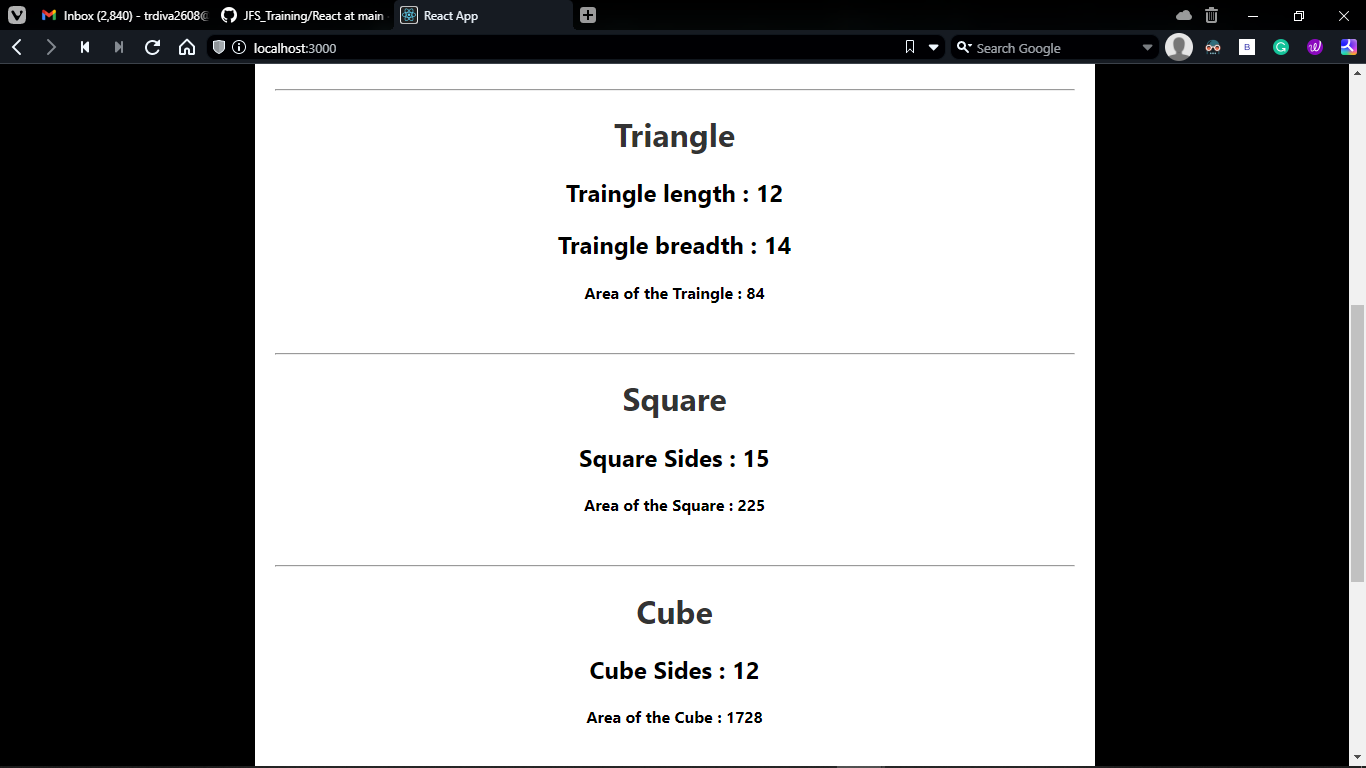 Inbox (2,840) - trdiva2608@
JFS_Training/React at main
React App
localhost:3000
Search Google
Triangle
Traingle length : 12
Traingle breadth : 14
Area of the Traingle : 84
Square
Square Sides : 15
Area of the Square : 225
Cube
Cube Sides : 12
Area of the Cube : 1728